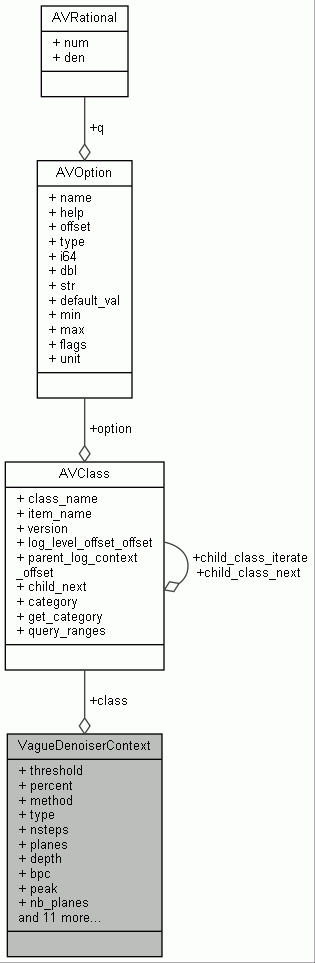 AVRational
+ num
+ den
+q
AVOption
+ name
+ help
+ offset
+ type
+ i64
+ dbl
+ str
+ default_val
+ min
+ max
+ flags
+ unit
+option
AVClass
+ class_name
+ item_name
+ version
+ log_level_offset_offset
+ parent_log_context
_offset
+ child_next
+ category
+ get_category
+ query_ranges
+child_class_iterate
+child_class_next
+class
VagueDenoiserContext
+ threshold
+ percent
+ method
+ type
+ nsteps
+ planes
+ depth
+ bpc
+ peak
+ nb_planes
and 11 more...